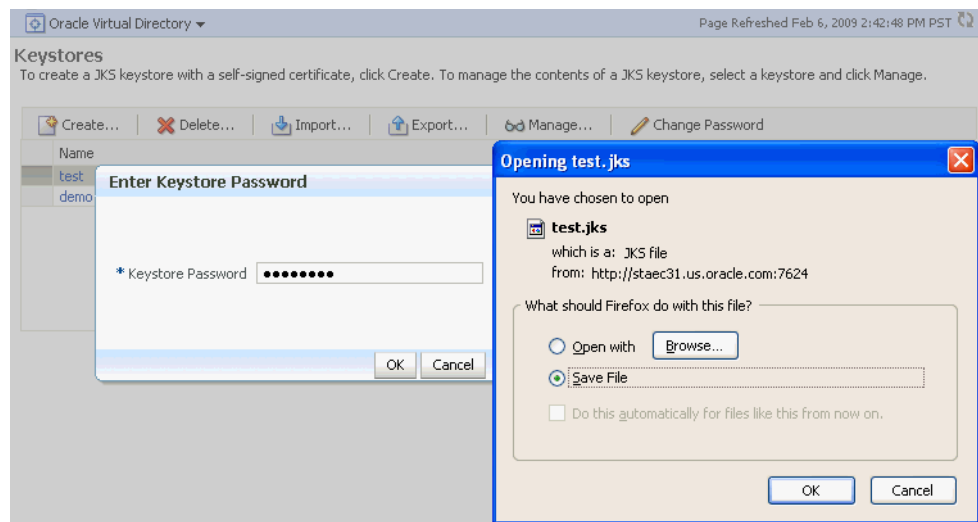 Oracle Virtual Directory
Page Refreshed Feb 6, 2009 2:42:48 PM PST
Keystores
To create a JKS keystore with a self-signed certificate, click Create. To manage the contents of a JKS keystore, select a keystore and click Manage.
Create... Delete... Import... Export... Manage... Change Password
Name
test
demo
Enter Keystore Password
* Keystore Password ●●●●●●●●
OK Cancel
Opening test.jks
You have chosen to open
test.jks
which is a: JKS file
from: http://staec31.us.oracle.com:7624
What should Firefox do with this file?
Open with Browse...
Save File
Do this automatically for files like this from now on.
OK Cancel